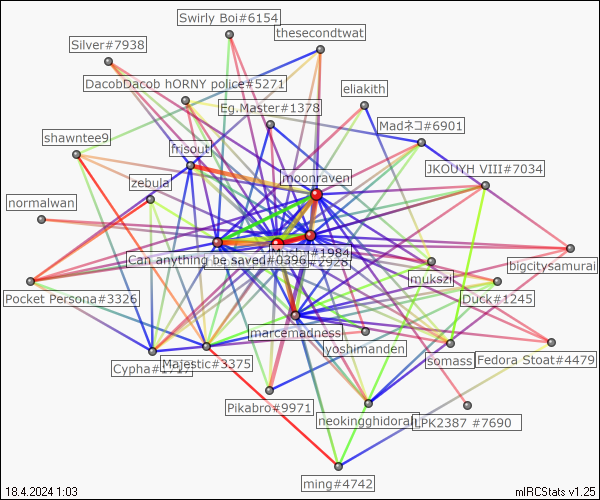 Swirly Boi#6154
thesecondtwat
Silver#7938
DacobDacob hORNY police#5271
eliakith
Eg.Master#1378
Madネコ#6901
shawntee9
frisout
JKOUYH VIII#7034
moonraven
zebula
normalwan
Mushu#1984
Can anything be saved#0396
#2928
bigcitysamurai
mukszi
Pocket Persona#3326
Duck#1245
marcemadness
yoshimanden
somass
Fedora Stoat#4479
Majestic#3375
Pikabro#9971
neokingghidorah
LPK2387 #7690
ming#4742
18.4.2024 1:03
mIRCStats v1.25